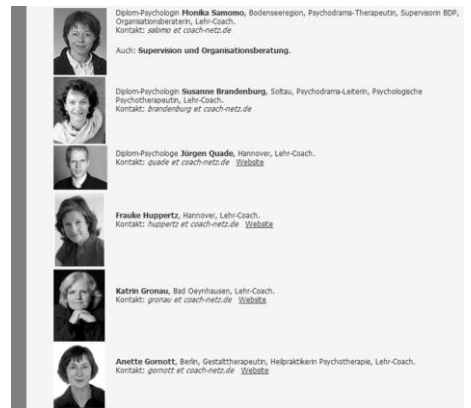 Diplom-Psychologin Monika Samomo, Bodenseeregion, Psychodrama-Therapeutin, Supervisorin BDP,
Organisationsberaterin, Lehr-Coach.
Kontakt: salomo et coach-netz.de
Auch: Supervision und Organisationsberatung.
Diplom-Psychologin Susanne Brandenburg, Soltau, Psychodrama-Leiterin, Psychologische
Psychotherapeutin, Lehr-Coach.
Kontakt: brandenburg et coach-netz.de
Diplom-Psychologe Jürgen Quade, Hannover, Lehr-Coach.
Kontakt: quade et coach-netz.de Website
Frauke Huppertz, Hannover, Lehr-Coach.
Kontakt: huppertz et coach-netz.de Website
Katrin Gronau, Bad Oeynhausen, Lehr-Coach.
Kontakt: gronau et coach-netz.de Website
Anette Gornott, Berlin, Gestalttherapeutin, Heilpraktikerin Psychotherapie, Lehr-Coach.
Kontakt: gornott et coach-netz.de Website